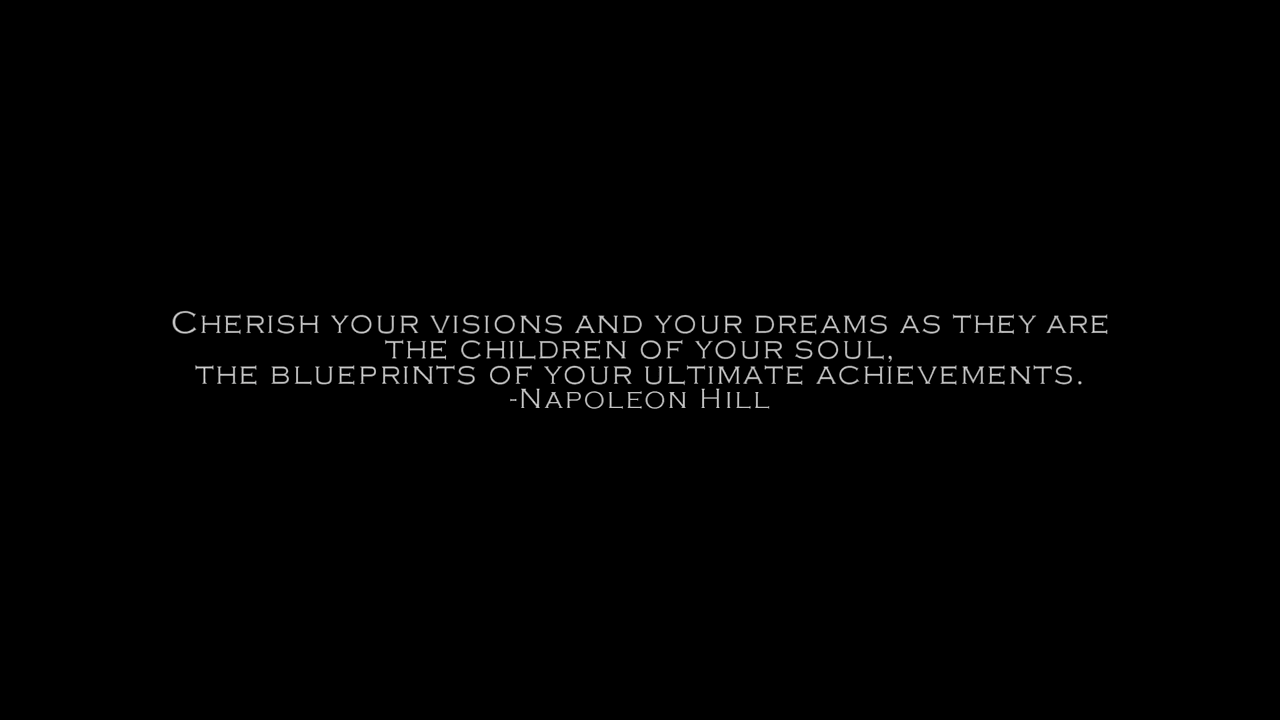 Cherish your visions and your dreams as they are
the children of your soul,
the blueprints of your ultimate achievements.
-Napoleon Hill